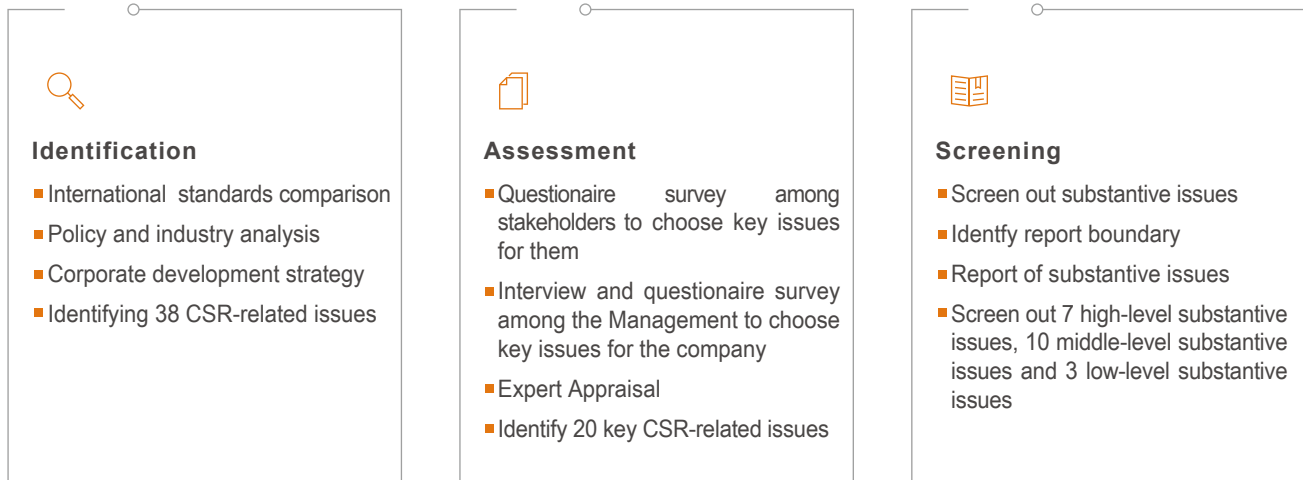 Identification
International standards comparison
Policy and industry analysis
Corporate development strategy
Identifying 38 CSR-related issues
Assessment
Questionaire survey among
stakeholders to choose key issues
for them
Interview and questionaire survey
among the Management to choose
key issues for the company
Expert Appraisal
Identify 20 key CSR-related issues
Screening
Screen out substantive issues
Identfy report boundary
Report of substantive issues
Screen out 7 high-level substantive
issues, 10 middle-level substantive
issues and 3 low-level substantive
issues